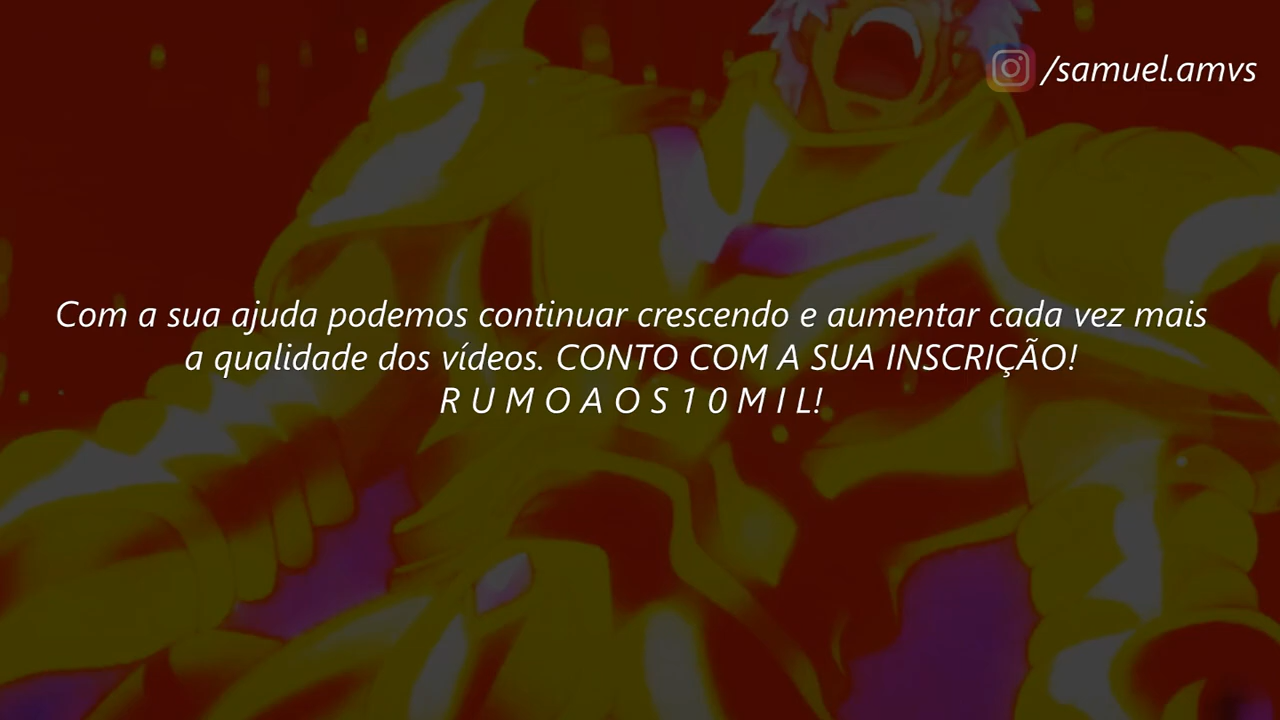 /samuel.amvs
Com a sua ajuda podemos continuar crescendo e aumentar cada vez mais
a qualidade dos vídeos. CONTO COM A SUA INSCRIÇÃO!
R U M O A O S 1 0 M I L!